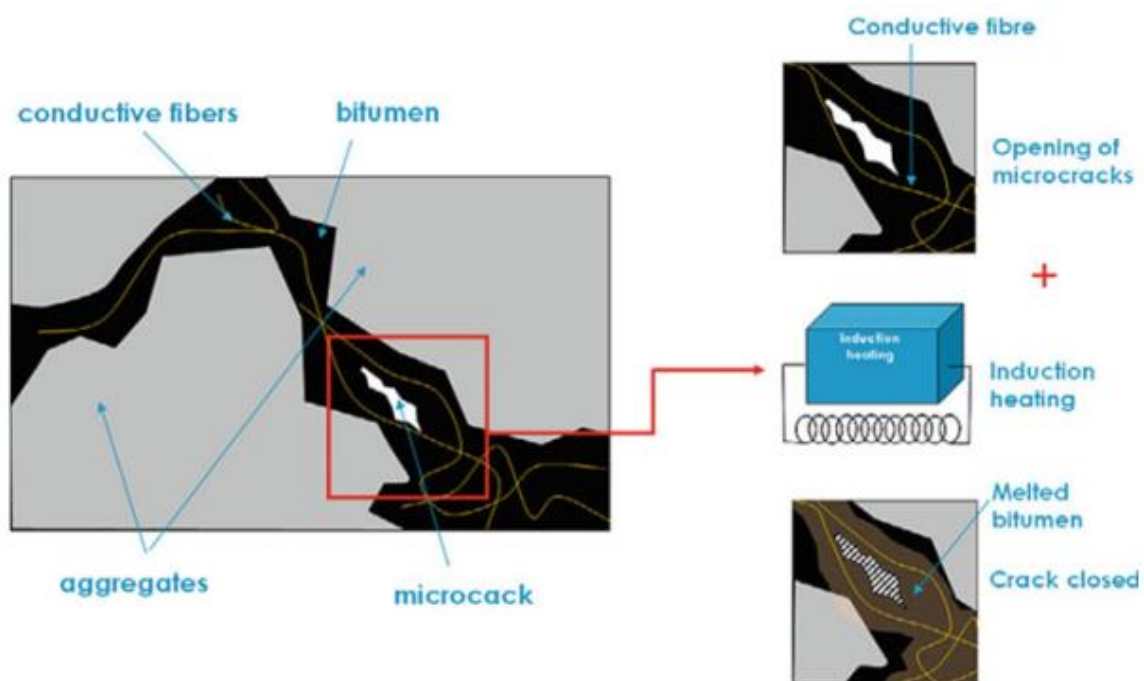 Conductive fibre
conductive fibers
bitumen
Opening of
microcracks
+
Induction
heating
Induction
heating
Melted
bitumen
Crack closed
aggregates
microcack